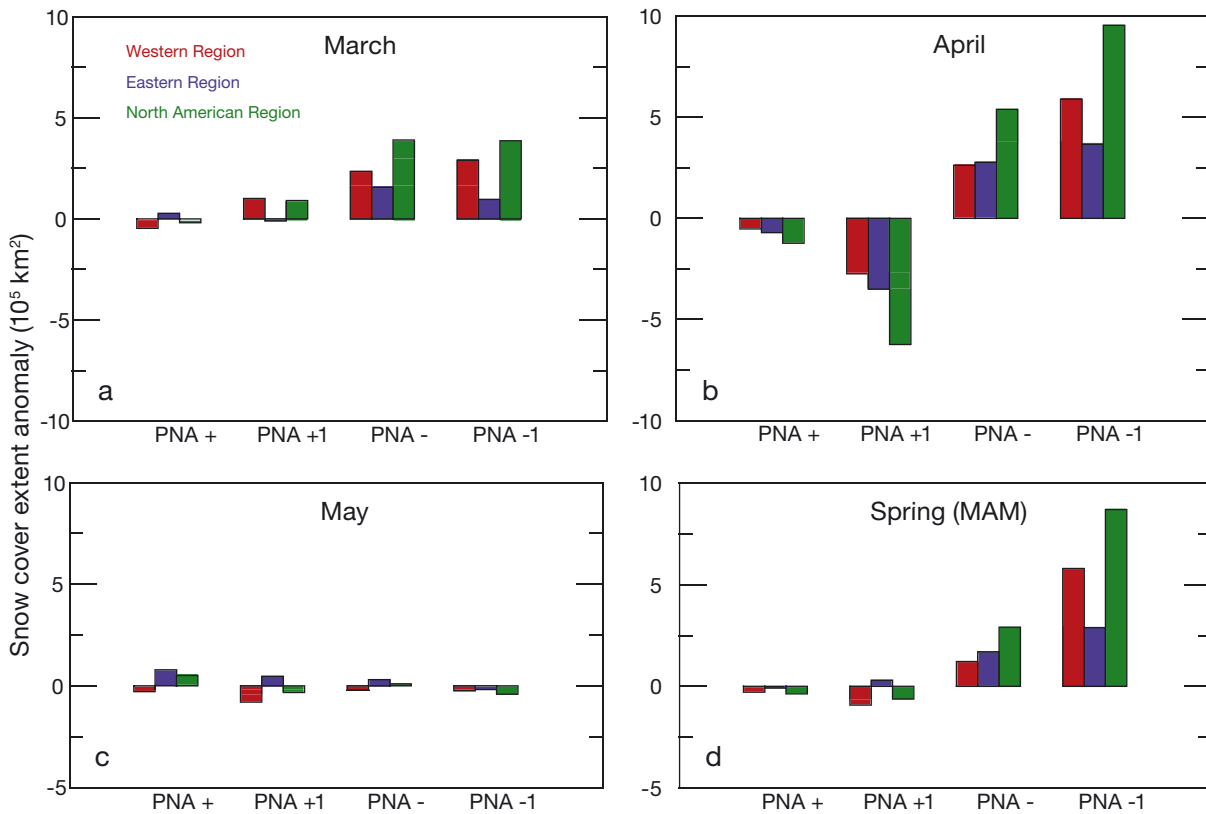 Snow cover extent anomaly (10⁵ km²)
10
5
0
-5
-10
March
Western Region
Eastern Region
North American Region
a
PNA + PNA +1 PNA - PNA -1
10
5
0
-5
-10
April
b
PNA + PNA +1 PNA - PNA -1
10
5
0
-5
May
c
PNA + PNA +1 PNA - PNA -1
10
5
0
-5
Spring (MAM)
d
PNA + PNA +1 PNA - PNA -1